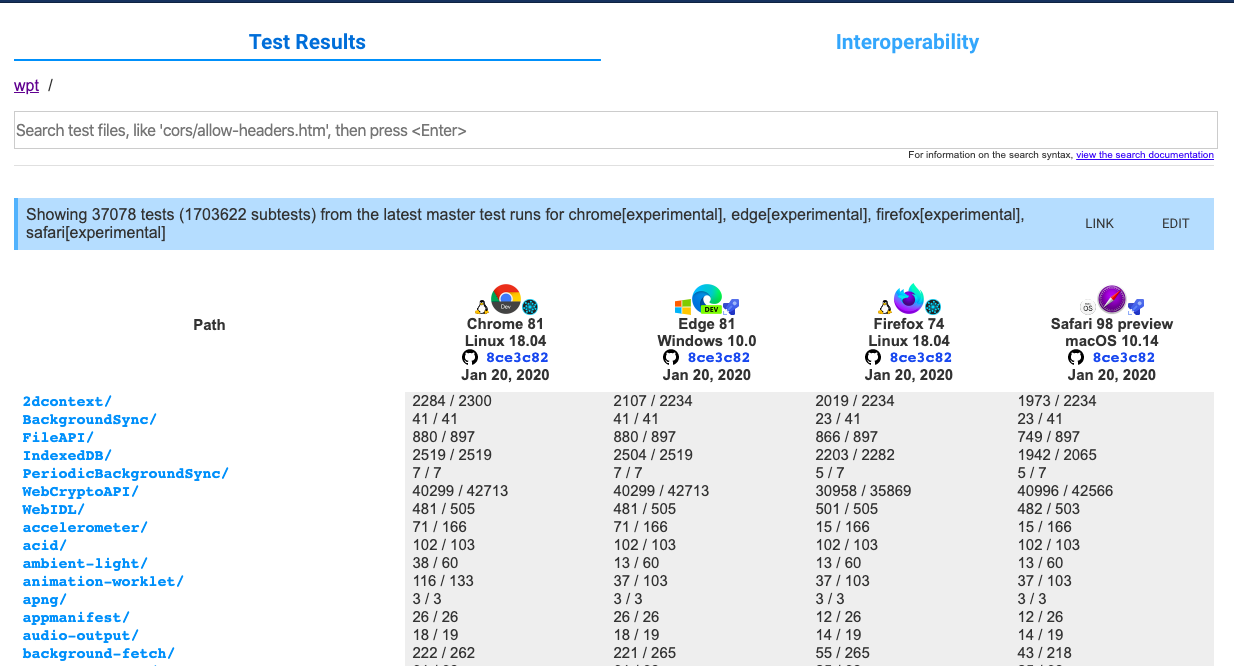 Test Results Interoperability
wpt /
Search test files, like 'cors/allow-headers.htm', then press <Enter>
For information on the search syntax, view the search documentation
Showing 37078 tests (1703622 subtests) from the latest master test runs for chrome[experimental], edge[experimental], firefox[experimental],
safari[experimental]
LINK EDIT
Path
Chrome 81 Edge 81 Firefox 74 Safari 98 preview
Linux 18.04 Windows 10.0 Linux 18.04 macOS 10.14
8ce3c82 8ce3c82 8ce3c82 8ce3c82
Jan 20, 2020 Jan 20, 2020 Jan 20, 2020 Jan 20, 2020
2dcontext/ 2284 / 2300 2107 / 2234 2019 / 2234 1973 / 2234
BackgroundSync/ 41 / 41 41 / 41 23 / 41 23 / 41
FileAPI/ 880 / 897 880 / 897 866 / 897 749 / 897
IndexedDB/ 2519 / 2519 2504 / 2519 2203 / 2282 1942 / 2065
PeriodicBackgroundSync/ 7 / 7 7 / 7 5 / 7 5 / 7
WebCryptoAPI/ 40299 / 42713 40299 / 42713 30958 / 35869 40996 / 42566
WebIDL/ 481 / 505 481 / 505 501 / 505 482 / 503
accelerometer/ 71 / 166 71 / 166 15 / 166 15 / 166
acid/ 102 / 103 102 / 103 102 / 103 102 / 103
ambient-light/ 38 / 60 13 / 60 13 / 60 13 / 60
animation-worklet/ 116 / 133 37 / 103 37 / 103 37 / 103
apng/ 3 / 3 3 / 3 3 / 3 3 / 3
appmanifest/ 26 / 26 26 / 26 12 / 26 12 / 26
audio-output/ 18 / 19 18 / 19 14 / 19 14 / 19
background-fetch/ 222 / 262 221 / 265 55 / 265 43 / 218